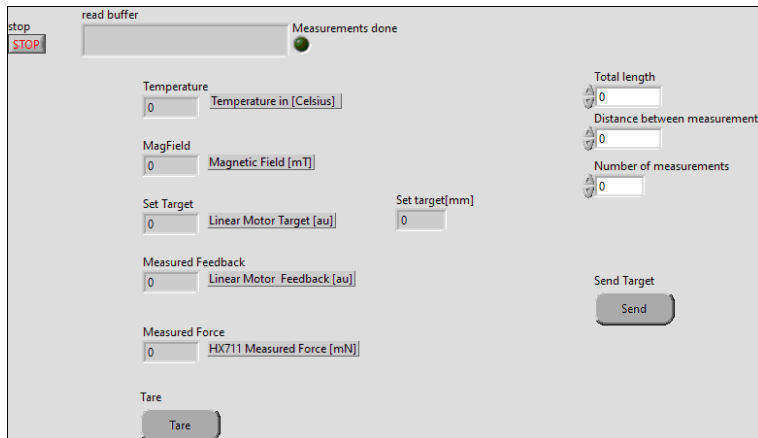 read buffer
stop
STOP
Measurements done
Temperature
0
Temperature in [Celsius]
Total length
0
Distance between measurement
0
MagField
0
Magnetic Field [mT]
Number of measurements
0
Set Target
0
Linear Motor Target [au]
Set target[mm]
0
Measured Feedback
0
Linear Motor  Feedback [au]
Send Target
Send
Measured Force
0
HX711 Measured Force [mN]
Tare
Tare